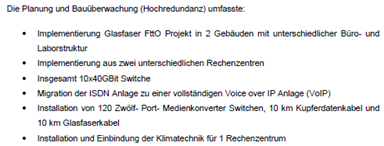 Die Planung und Bauüberwachung (Hochredundanz) umfasste:
• Implementierung Glasfaser FttO Projekt in 2 Gebäuden mit unterschiedlicher Büro- und
Laborstruktur
• Implementierung aus zwei unterschiedlichen Rechenzentren
• Insgesamt 10x40GBit Switche
• Migration der ISDN Anlage zu einer vollständigen Voice over IP Anlage (VoIP)
• Installation von 120 Zwölf- Port- Medienkonverter Switchen, 10 km Kupferdatenkabel und
10 km Glasfaserkabel
• Installation und Einbindung der Klimatechnik für 1 Rechenzentrum